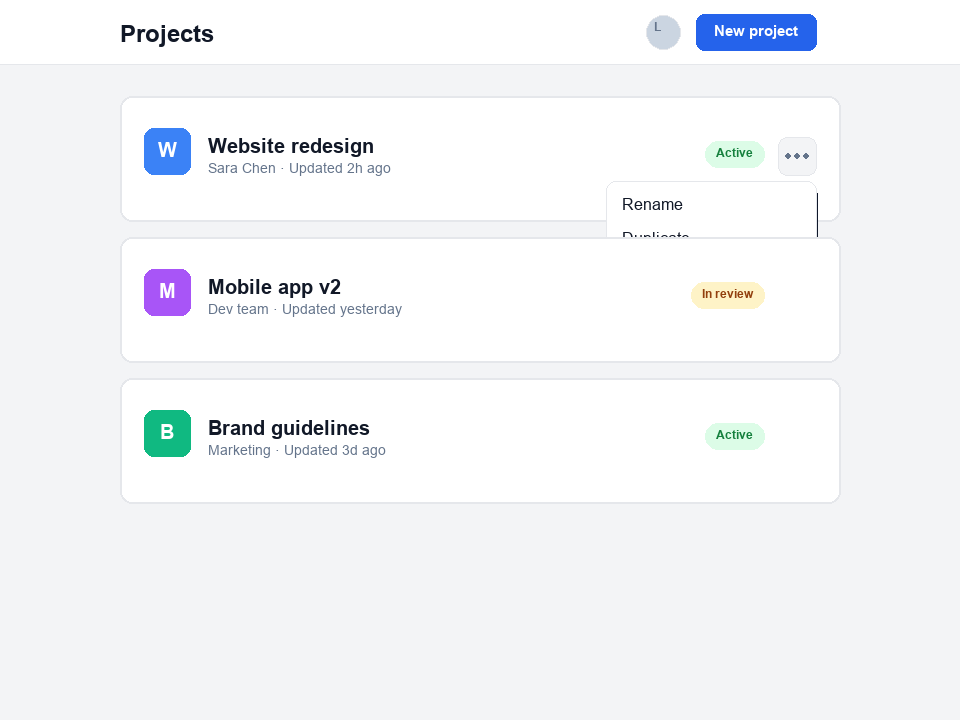 Projects
L
New project
W
Website redesign
Sara Chen · Updated 2h ago
Active
Rename
Duplicate
M
Mobile app v2
Dev team · Updated yesterday
In review
B
Brand guidelines
Marketing · Updated 3d ago
Active